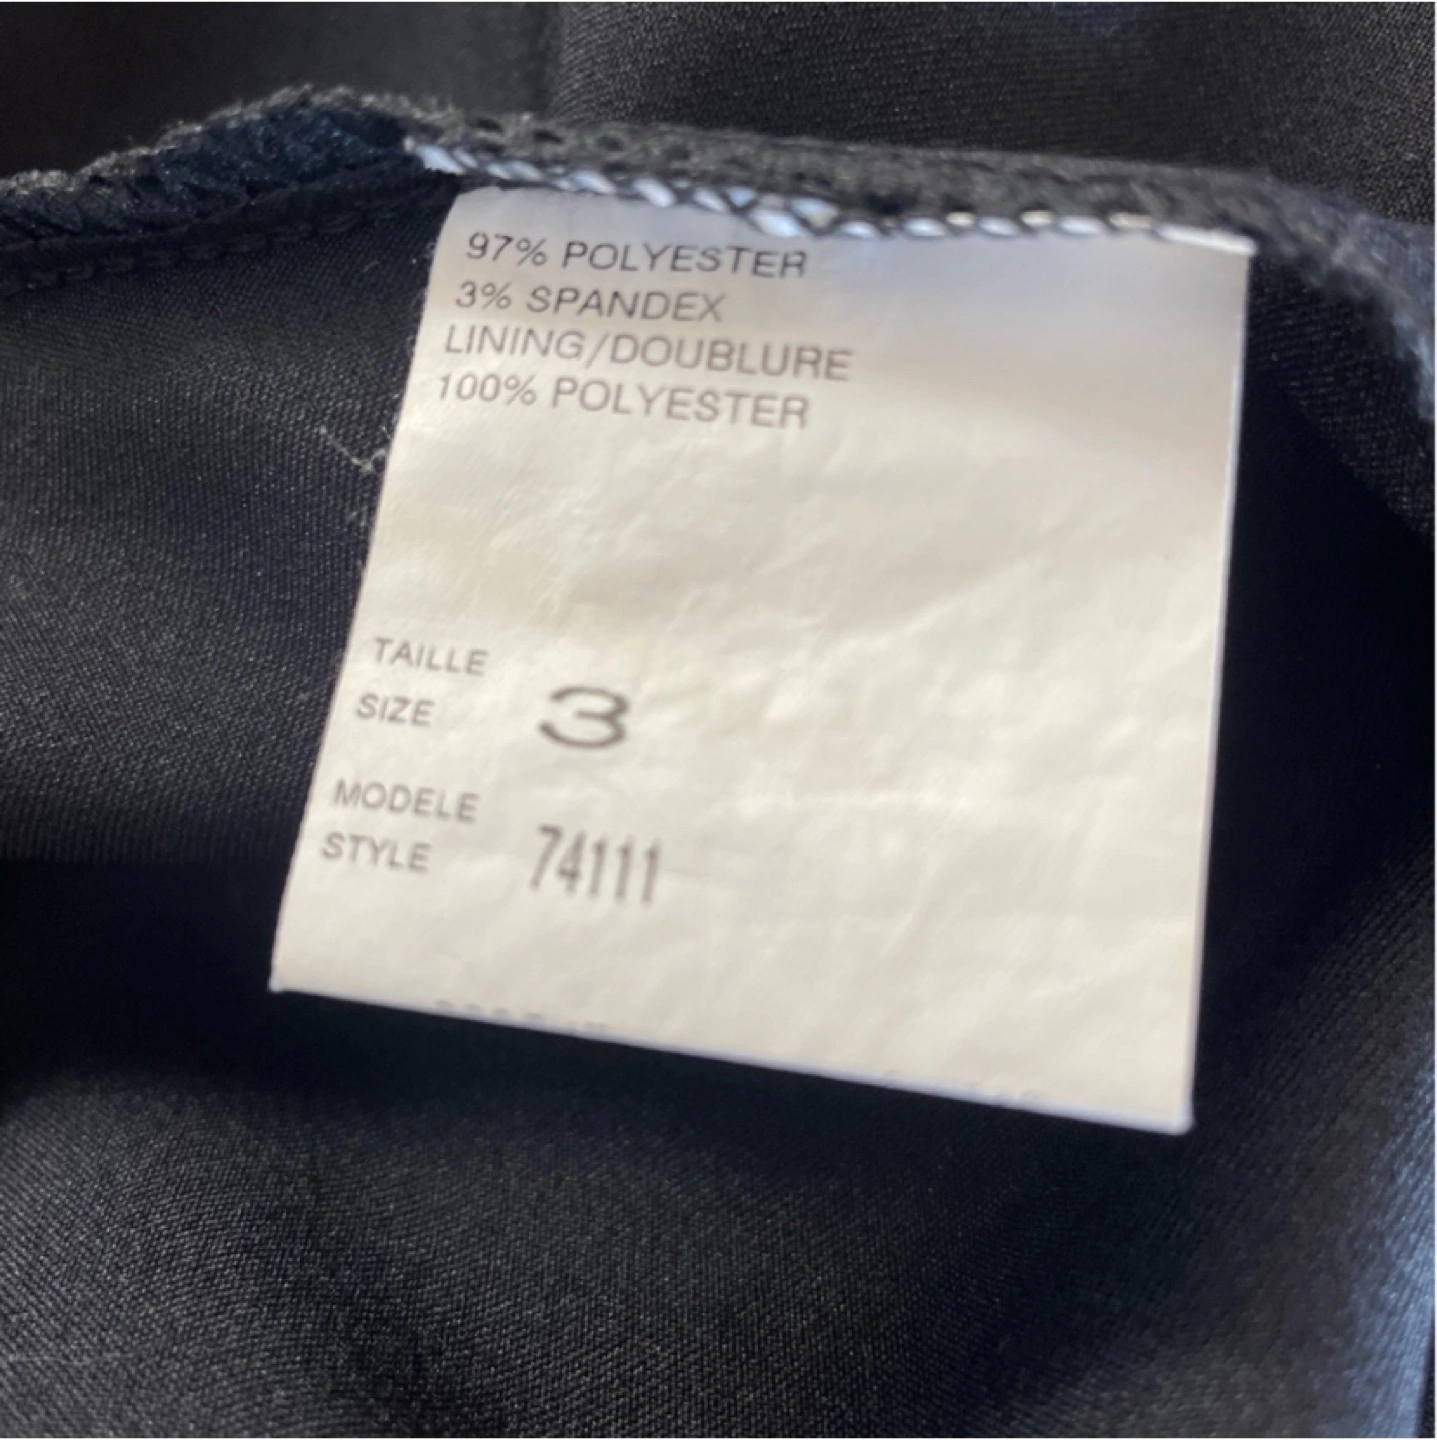 97% POLYESTER
3% SPANDEX
LINING/DOUBLURE
100% POLYESTER
TAILLE
SIZE 3
MODELE
STYLE 74111